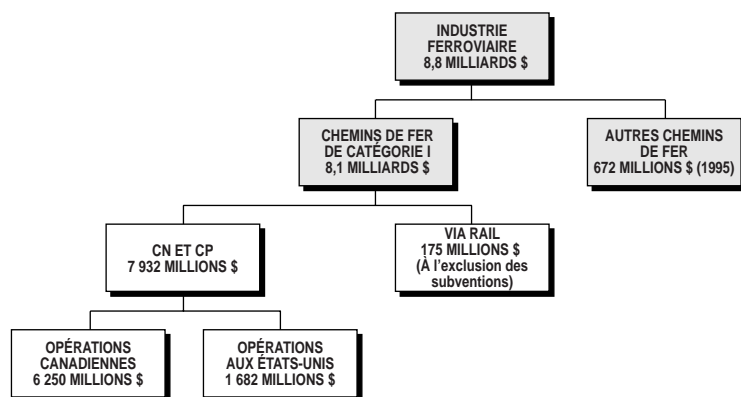 INDUSTRIE
FERROVIAIRE
8,8 MILLIARDS $
CHEMINS DE FER
DE CATÉGORIE I
8,1 MILLIARDS $
AUTRES CHEMINS
DE FER
672 MILLIONS $ (1995)
CN ET CP
7 932 MILLIONS $
VIA RAIL
175 MILLIONS $
(À l'exclusion des
subventions)
OPÉRATIONS
CANADIENNES
6 250 MILLIONS $
OPÉRATIONS
AUX ÉTATS-UNIS
1 682 MILLIONS $